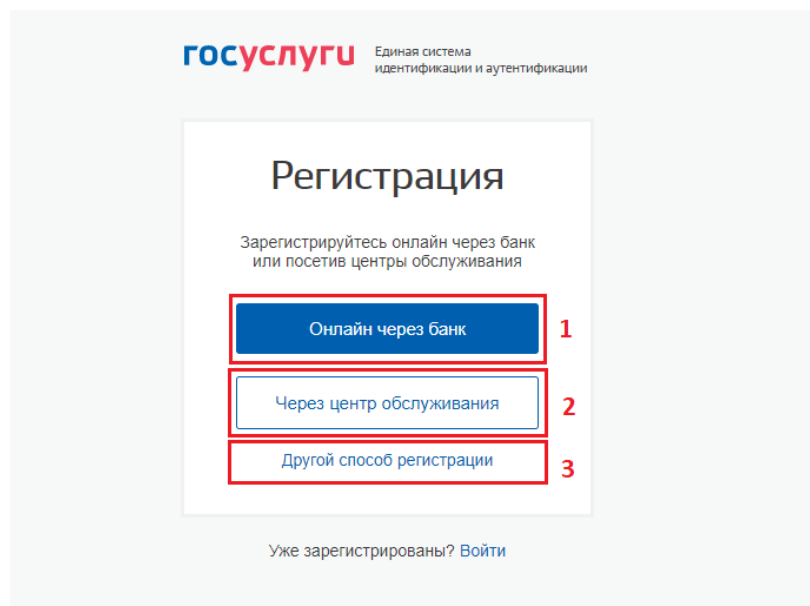 госуслуги
Единая система
идентификации и аутентификации
Регистрация
Зарегистрируйтесь онлайн через банк
или посетив центры обслуживания
Онлайн через банк
1
Через центр обслуживания
2
Другой способ регистрации
3
Уже зарегистрированы? Войти